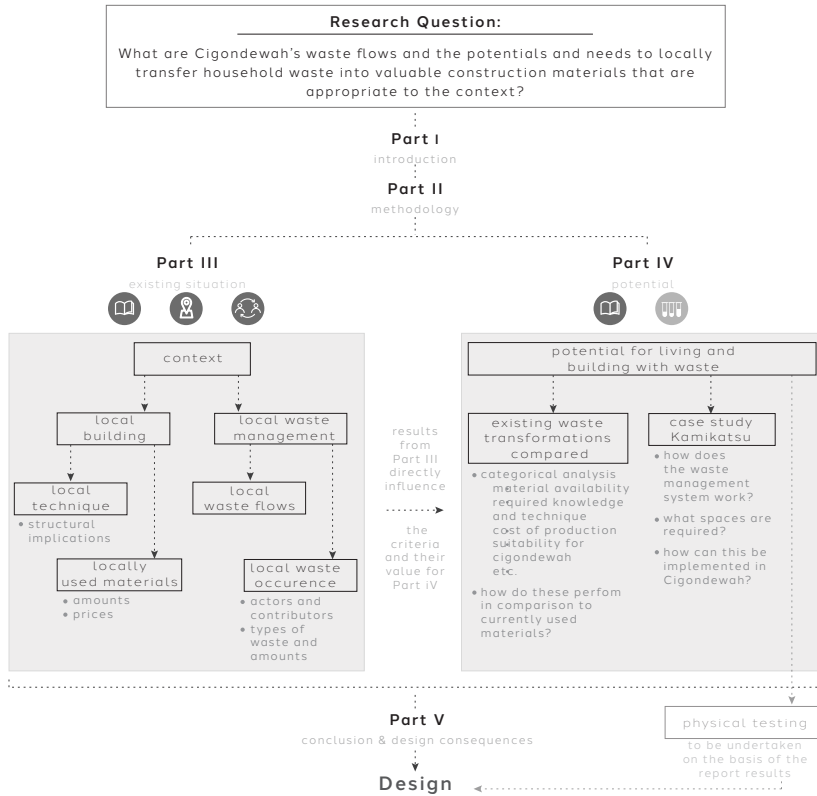 Research Question:
What are Cigondewah's waste flows and the potentials and needs to locally
transfer household waste into valuable construction materials that are
appropriate to the context?
Part I
introduction
Part II
methodology
Part III
existing situation
Part IV
potential
context
local
building
local waste
management
local
technique
• structural
implications
local
waste flows
locally
used materials
• amounts
• prices
local waste
occurence
• actors and
contributors
• types of
waste and
amounts
results
from
Part III
directly
influence
the
criteria
and their
value for
Part iV
potential for living and
building with waste
existing waste
transformations
compared
• categorical analysis
material availability
required knowledge
and technique
cost of production
suitability for
cigondewah
etc.
• how do these perfom
in comparison to
currently used
materials?
case study
Kamikatsu
• how does
the waste
management
system work?
• what spaces are
required?
• how can this be
implemented in
Cigondewah?
Part V
conclusion & design consequences
Design
physical testing
to be undertaken
on the basis of the
report results